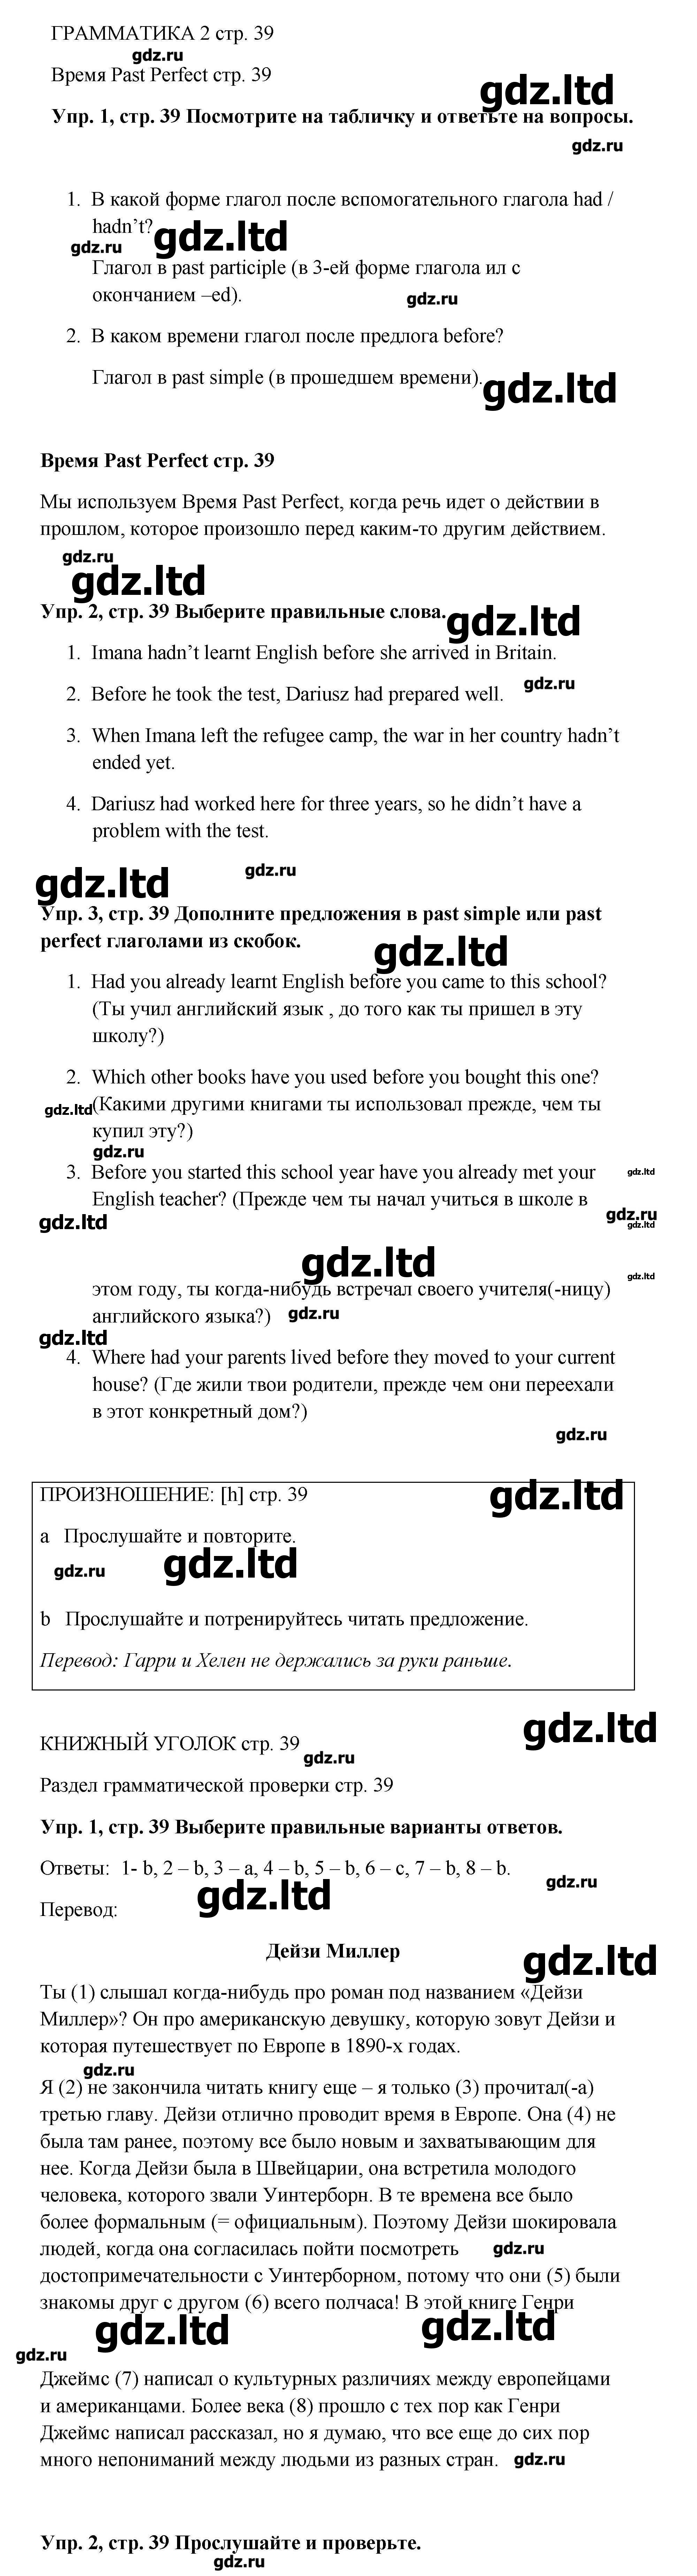 ГРАММАТИКА 2 стр. 39
gdz.ru
Время Past Perfect стр. 39
gdz.ltd
Упр. 1, стр. 39 Посмотрите на табличку и ответьте на вопросы.
gdz.ru
1. В какой форме глагол после вспомогательного глагола had /
hadn’t?
gdz.ltd
gdz.ru
Глагол в past participle (в 3-ей форме глагола ил с
окончанием –ed).
gdz.ru
2. В каком времени глагол после предлога before?
Глагол в past simple (в прошедшем времени).
gdz.ltd
Время Past Perfect стр. 39
Мы используем Время Past Perfect, когда речь идет о действии в
прошлом, которое произошло перед каким-то другим действием.
gdz.ru
gdz.ltd
Упр. 2, стр. 39 Выберите правильные слова.
gdz.ltd
1. Imana hadn’t learnt English before she arrived in Britain.
gdz.ru
2. Before he took the test, Dariusz had prepared well.
3. When Imana left the refugee camp, the war in her country hadn’t
ended yet.
4. Dariusz had worked here for three years, so he didn’t have a
problem with the test.
gdz.ru
gdz.ltd
Упр. 3, стр. 39 Дополните предложения в past simple или past
perfect глаголами из скобок.
gdz.ltd
1. Had you already learnt English before you came to this school?
(Ты учил английский язык , до того как ты пришел в эту
школу?)
2. Which other books have you used before you bought this one?
gdz.ltd
(Какими другими книгами ты использовал прежде, чем ты
купил эту?)
gdz.ru
3. Before you started this school year have you already met your
gdz.ltd
English teacher? (Прежде чем ты начал учиться в школе в
gdz.ru
gdz.ltd
gdz.ltd
gdz.ltd
gdz.ltd
этом году, ты когда-нибудь встречал своего учителя(-ницу)
английского языка?)
gdz.ru
gdz.ltd
4. Where had your parents lived before they moved to your current
house? (Где жили твои родители, прежде чем они переехали
в этот конкретный дом?)
gdz.ru
ПРОИЗНОШЕНИЕ: [h] стр. 39
gdz.ltd
a Прослушайте и повторите.
gdz.ltd
gdz.ru
b Прослушайте и потренируйтесь читать предложение.
Перевод: Гарри и Хелен не держались за руки раньше.
gdz.ltd
КНИЖНЫЙ УГОЛОК стр. 39
gdz.ru
Раздел грамматической проверки стр. 39
Упр. 1, стр. 39 Выберите правильные варианты ответов.
Ответы: 1- b, 2 – b, 3 – a, 4 – b, 5 – b, 6 – c, 7 – b, 8 – b.
gdz.ru
gdz.ltd
Перевод:
Дейзи Миллер
gdz.ltd
Ты (1) слышал когда-нибудь про роман под названием «Дейзи
Миллер»? Он про американскую девушку, которую зовут Дейзи и
которая путешествует по Европе в 1890-х годах.
gdz.ru
Я (2) не закончила читать книгу еще – я только (3) прочитал(-а)
третью главу. Дейзи отлично проводит время в Европе. Она (4) не
была там ранее, поэтому все было новым и захватывающим для
нее. Когда Дейзи была в Швейцарии, она встретила молодого
человека, которого звали Уинтерборн. В те времена все было
более формальным (= официальным). Поэтому Дейзи шокировала
людей, когда она согласилась пойти посмотреть
gdz.ru
достопримечательности с Уинтерборном, потому что они (5) были
знакомы друг с другом (6) всего полчаса! В этой книге Генри
gdz.ltd
gdz.ltd
gdz.ru
Джеймс (7) написал о культурных различиях между европейцами
и американцами. Более века (8) прошло с тех пор как Генри
Джеймс написал рассказал, но я думаю, что все еще до сих пор
много непониманий между людьми из разных стран.
gdz.ru
Упр. 2, стр. 39 Прослушайте и проверьте.
gdz.ru